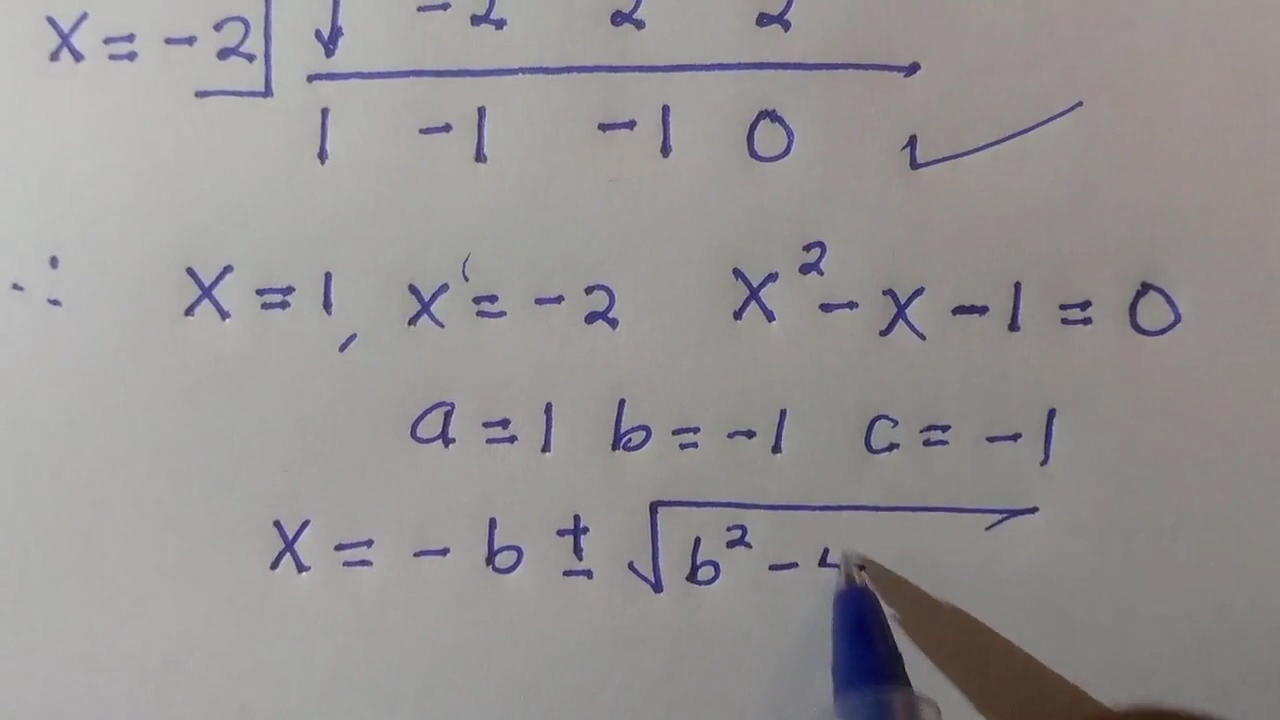 x = -2 | ↓ -2 2 2
1 -1 -1 0 ✓
∴ x = 1, x = -2 x² - x - 1 = 0
a = 1 b = -1 c = -1
x = - b ± √b² - 4